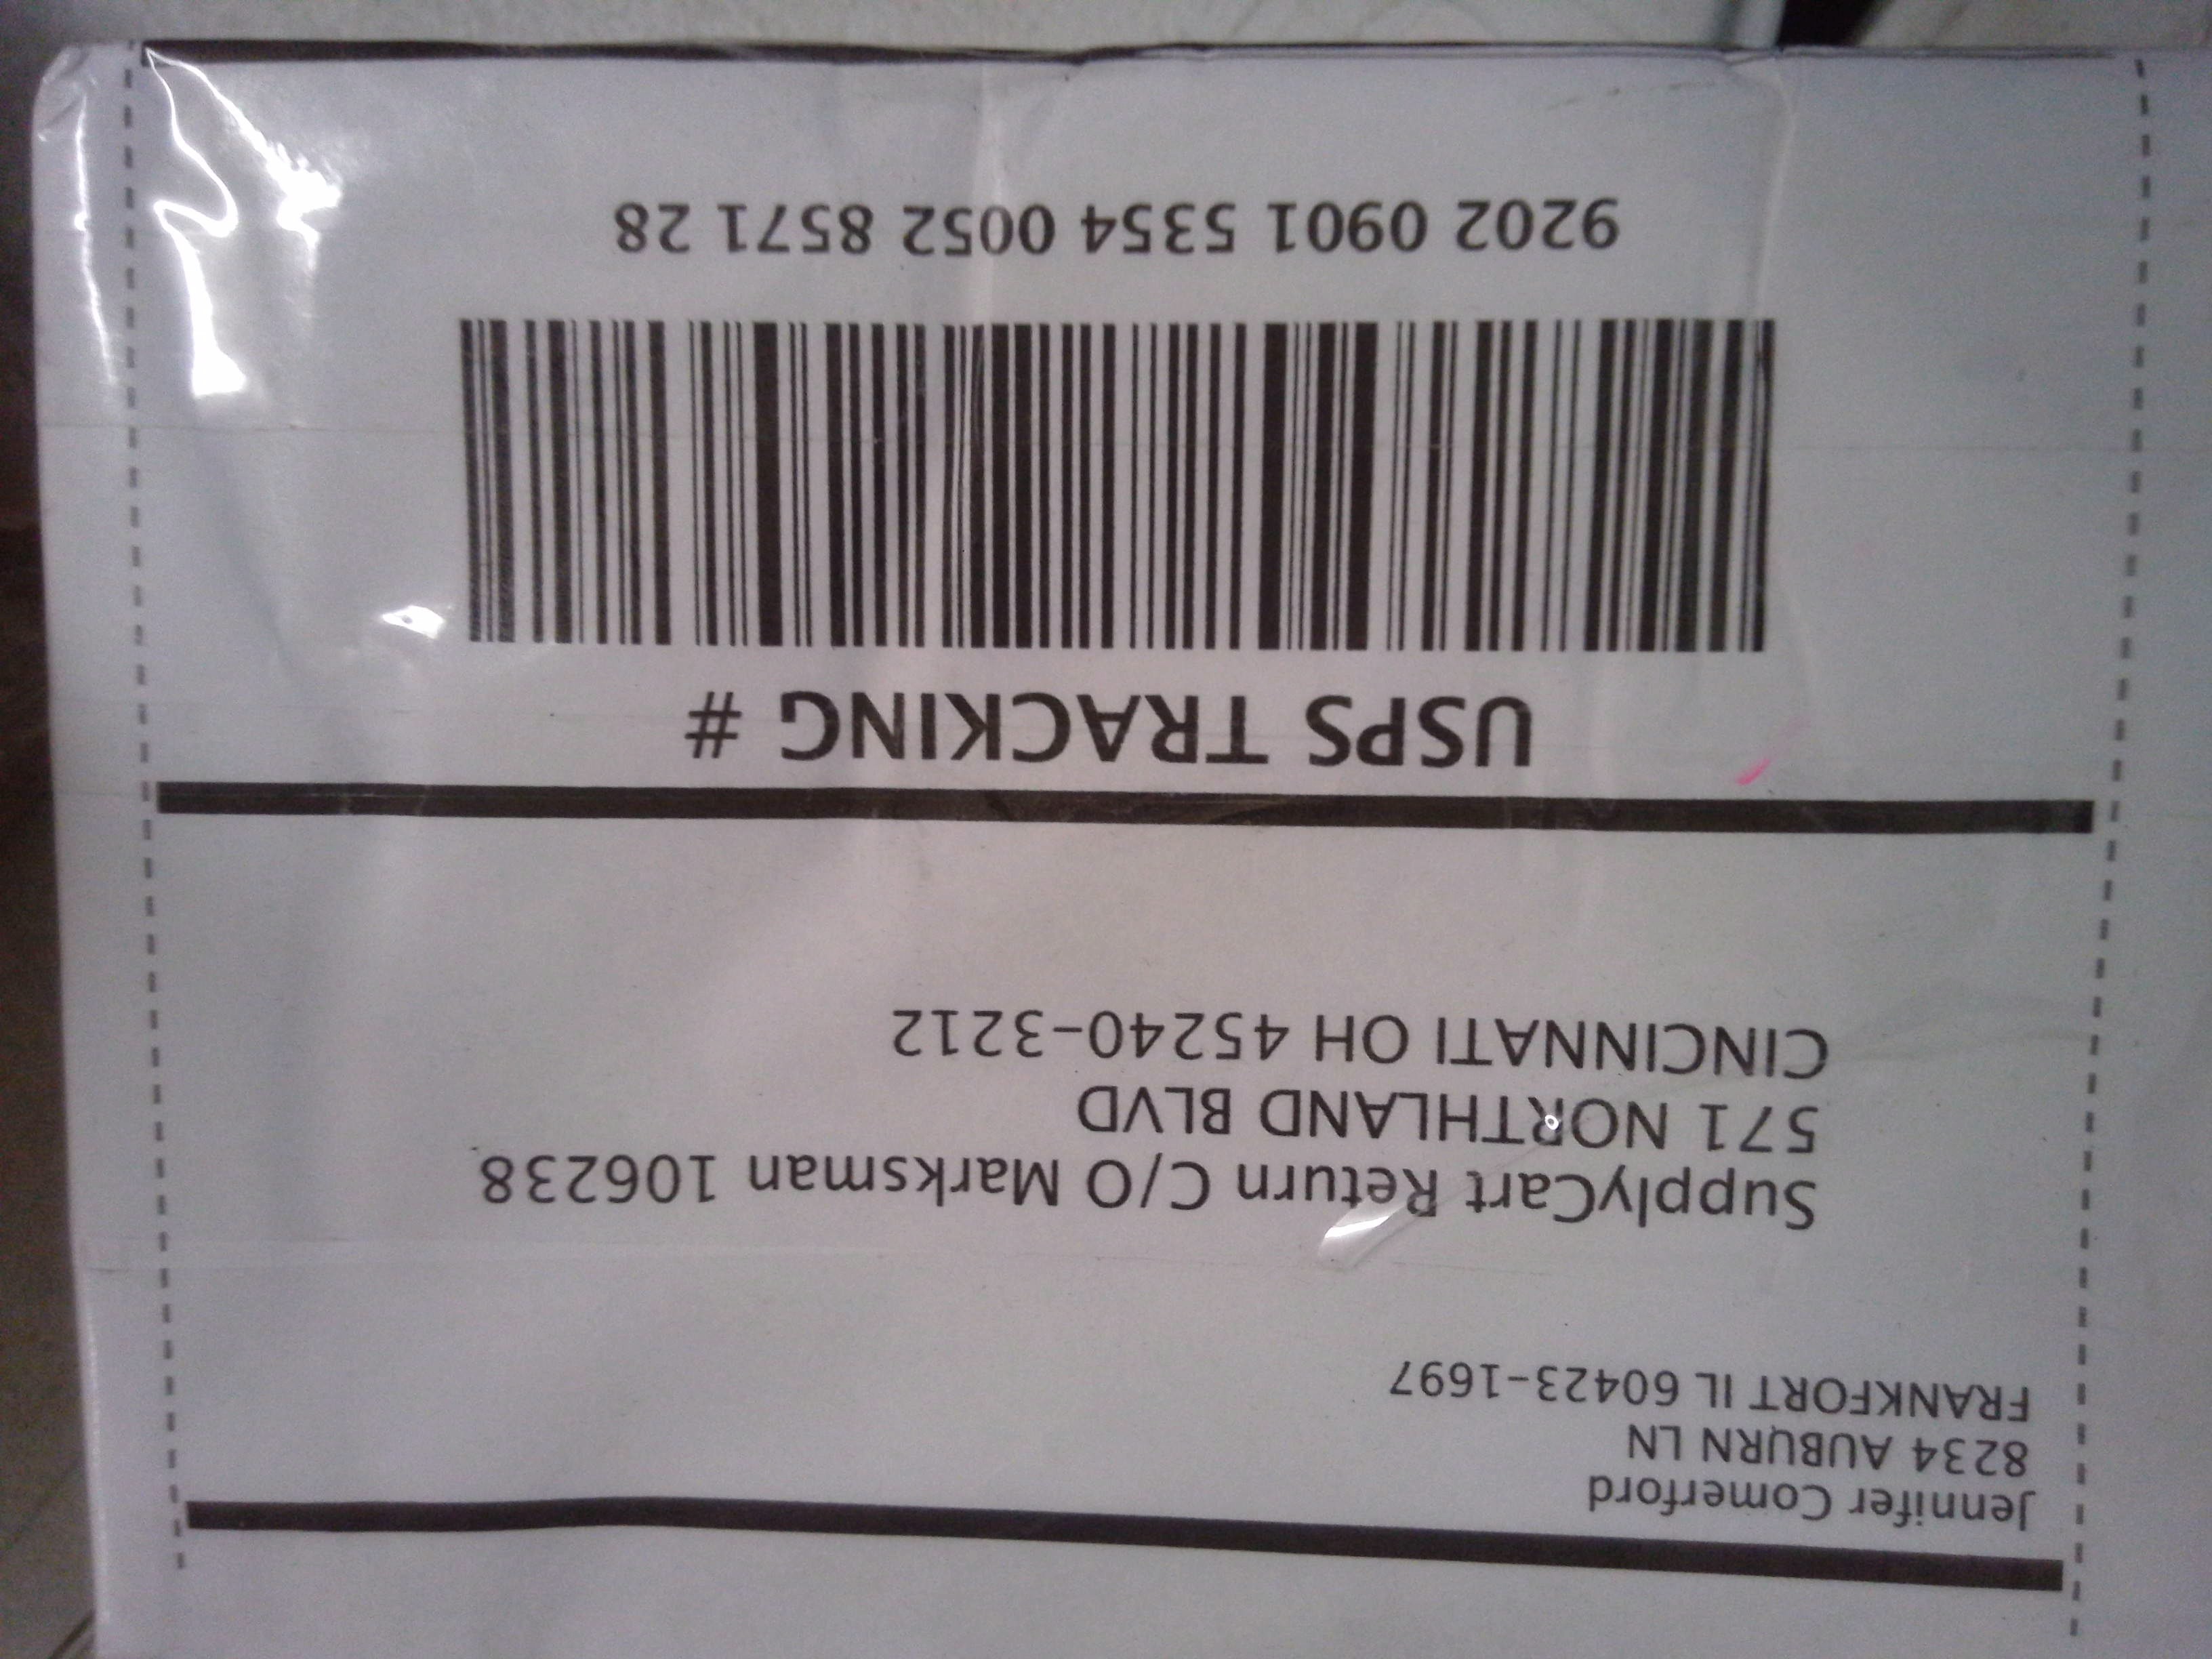 Jennifer Comerford
8234 AUBURN LN
FRANKFORT IL 60423-1697
SupplyCart Return C/O Marksman 106238
571 NORTHLAND BLVD
CINCINNATI OH 45240-3212
USPS TRACKING #
9202 0901 5354 0052 8571 28